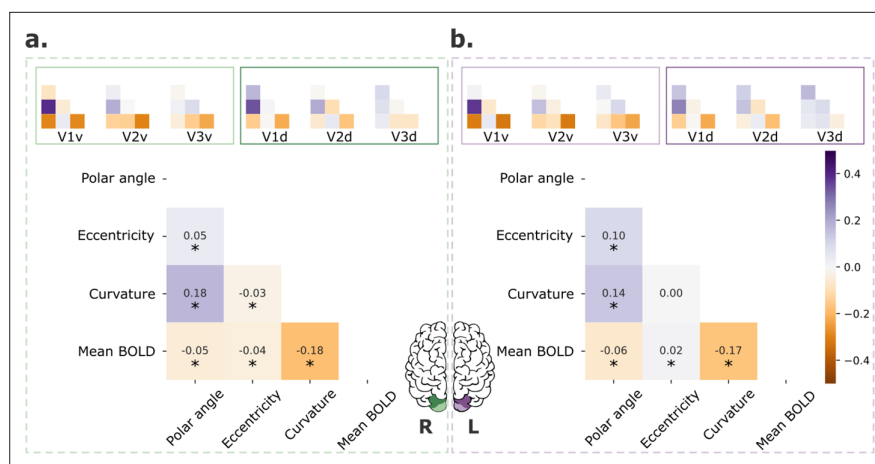 a.
b.
V1v V2v V3v V1d V2d V3d
V1v V2v V3v V1d V2d V3d
Polar angle
Eccentricity 0.05 *
Curvature 0.18 * -0.03 *
Mean BOLD -0.05 * -0.04 * -0.18 *
Polar angle Eccentricity Curvature Mean BOLD
R L
Polar angle
Eccentricity 0.10 *
Curvature 0.14 * 0.00
Mean BOLD -0.06 * 0.02 * -0.17 *
Polar angle Eccentricity Curvature Mean BOLD
0.4
0.2
0.0
−0.2
−0.4